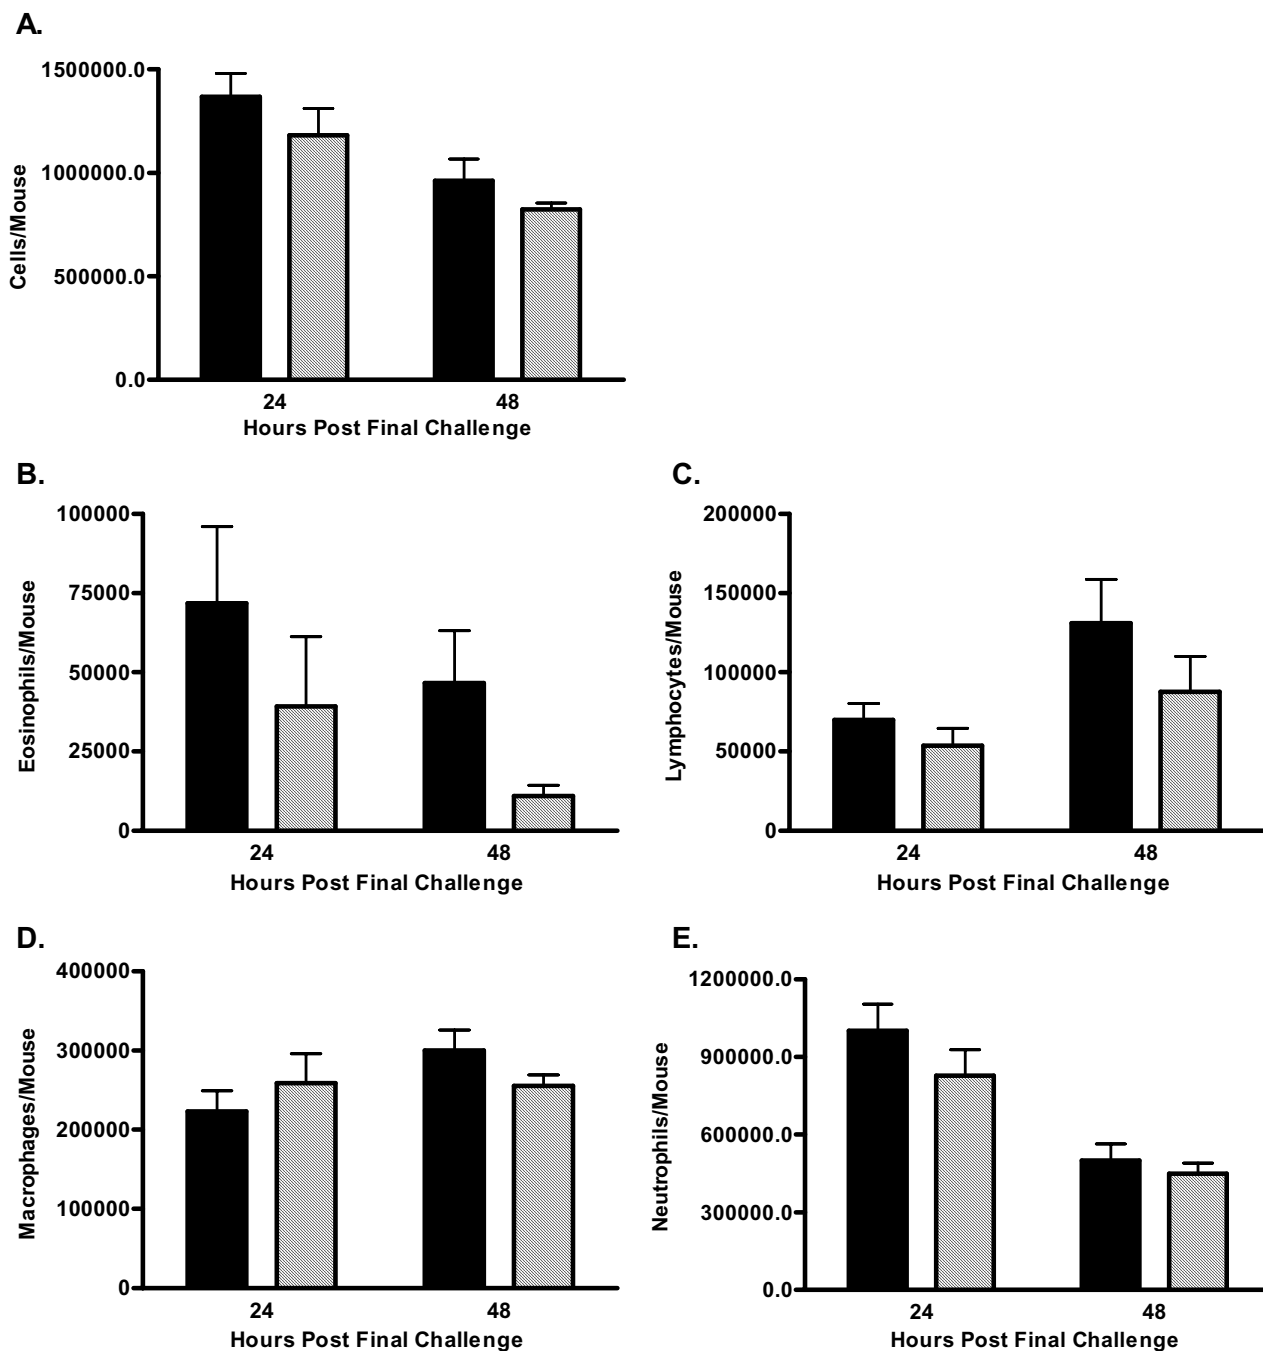 A.
1500000.0
1000000.0
500000.0
0.0
Cells/Mouse
24 48
Hours Post Final Challenge
B.
100000
75000
50000
25000
0
Eosinophils/Mouse
24 48
Hours Post Final Challenge
C.
200000
150000
100000
50000
0
Lymphocytes/Mouse
24 48
Hours Post Final Challenge
D.
400000
300000
200000
100000
0
Macrophages/Mouse
24 48
Hours Post Final Challenge
E.
1200000.0
900000.0
600000.0
300000.0
0.0
Neutrophils/Mouse
24 48
Hours Post Final Challenge